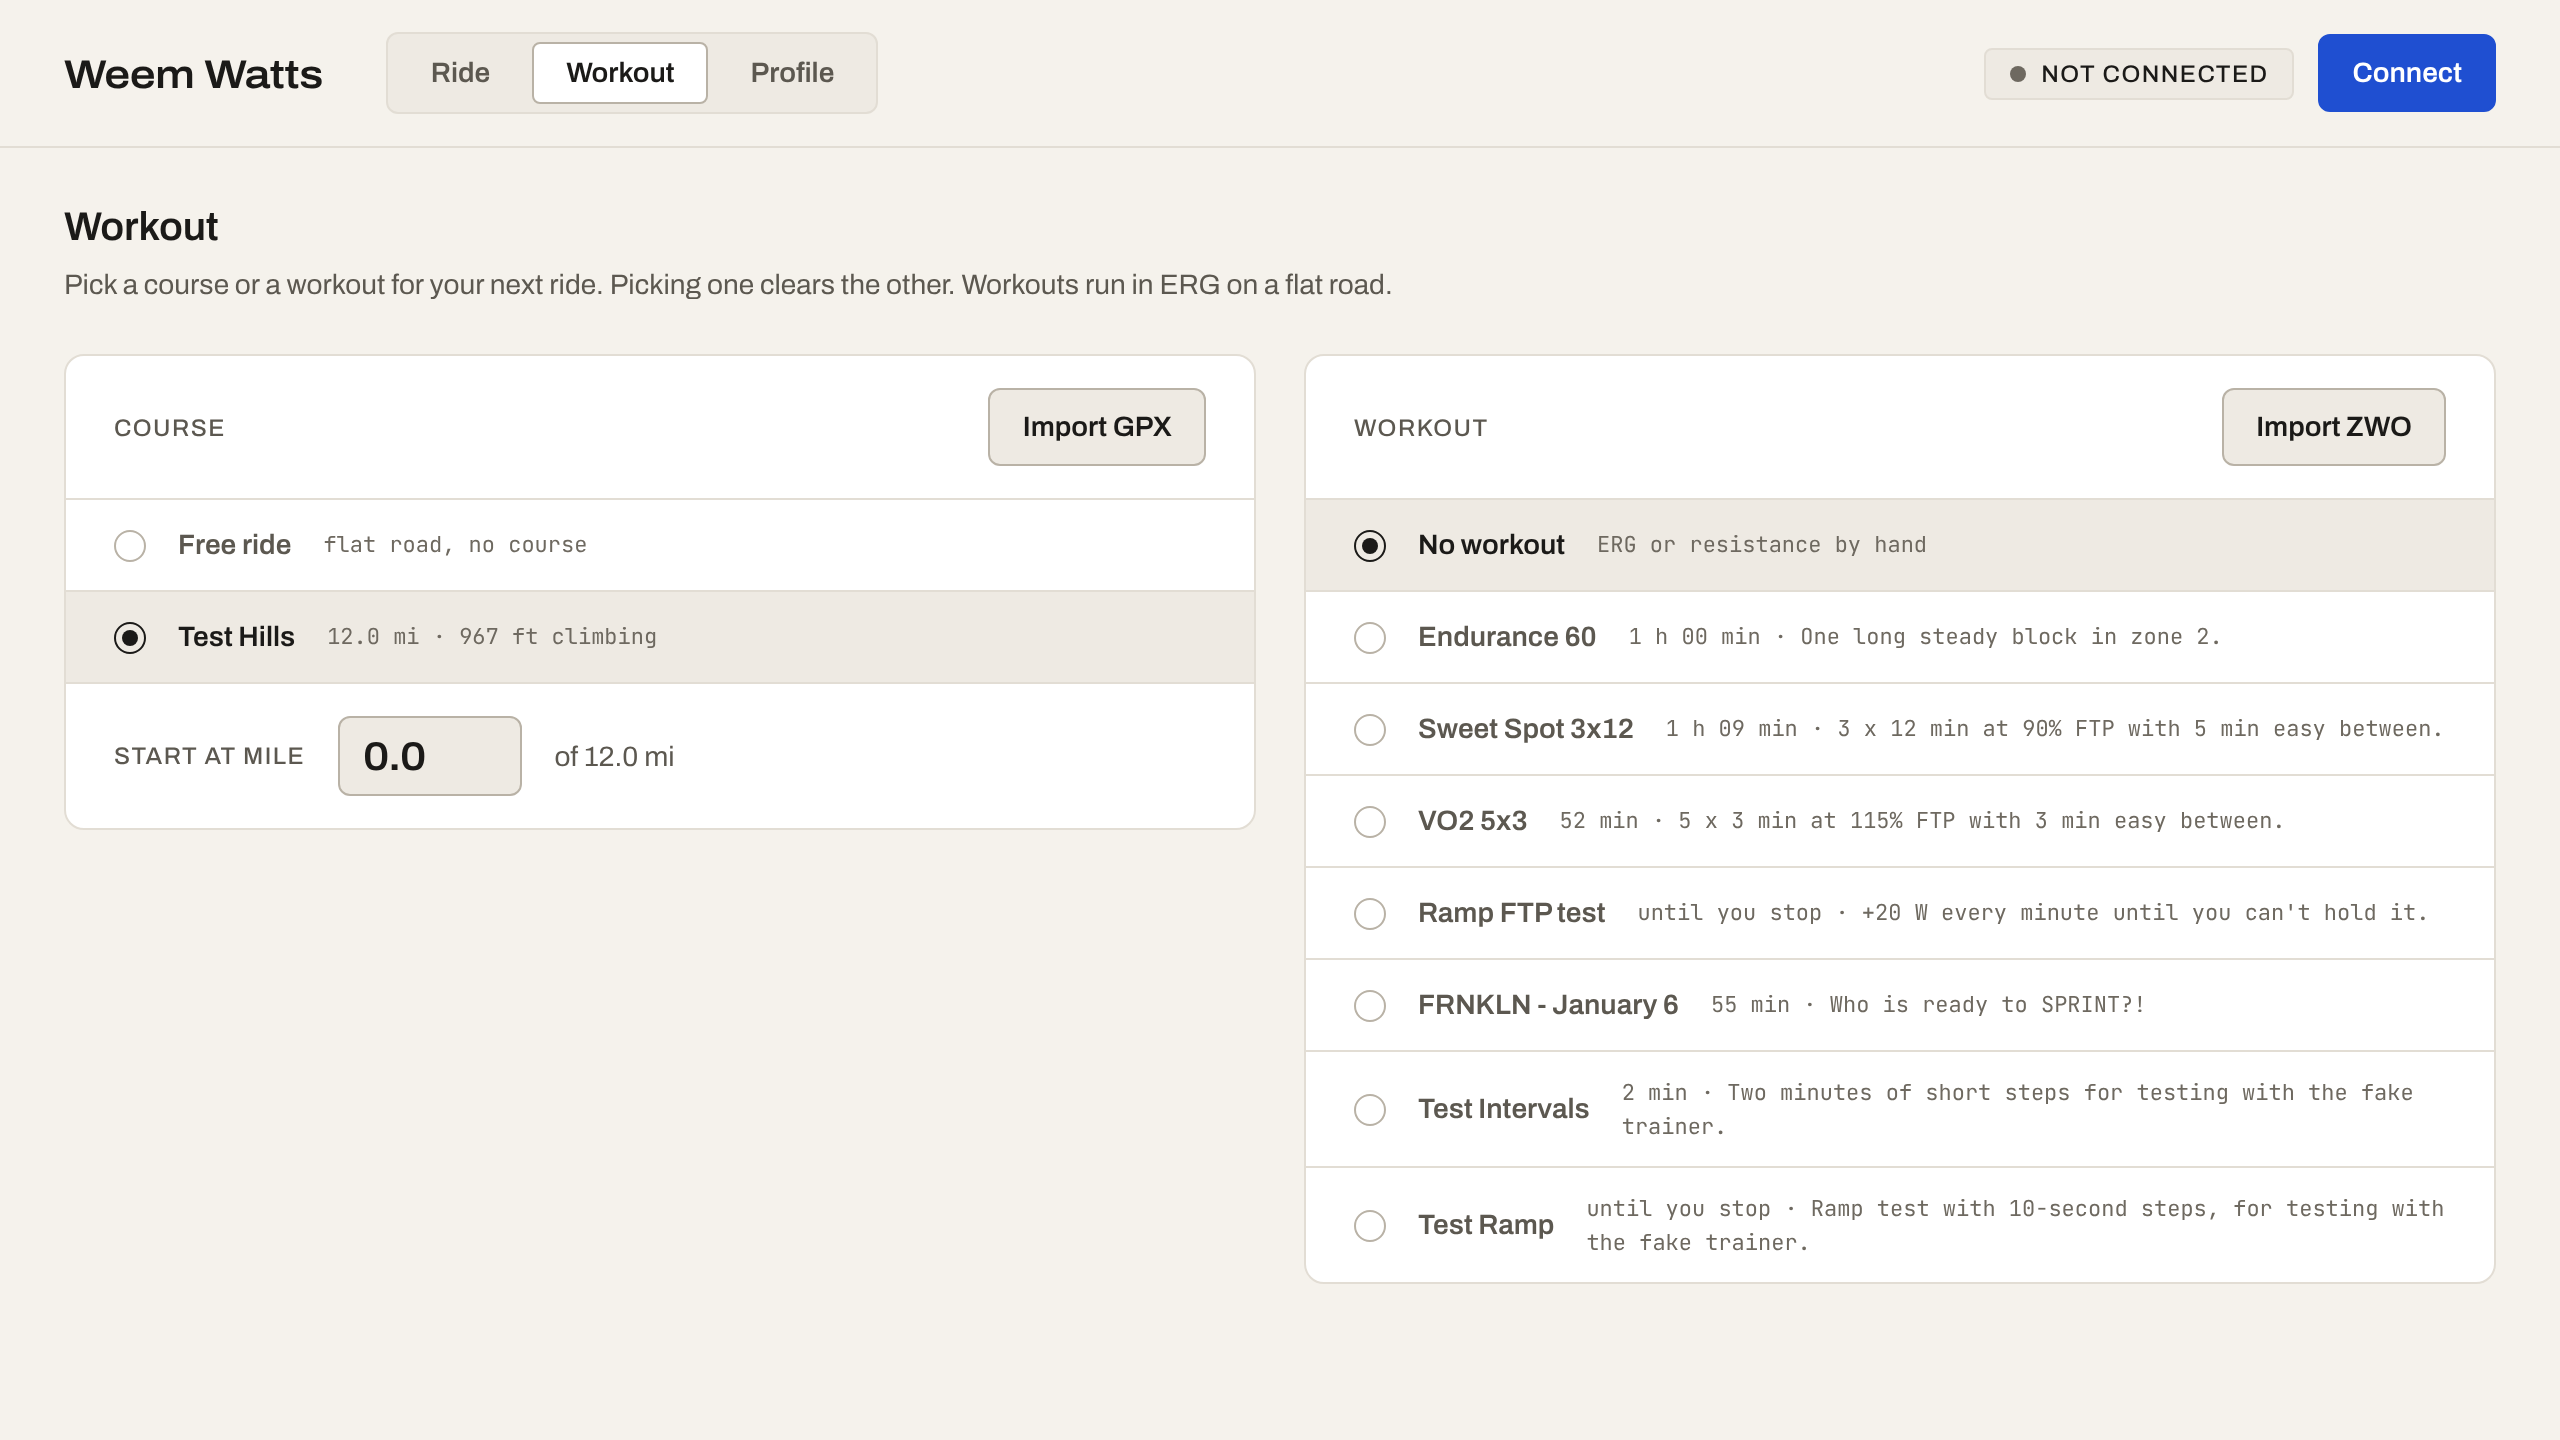 Weem Watts
Ride
Workout
Profile
NOT CONNECTED
Connect
Workout
Pick a course or a workout for your next ride. Picking one clears the other. Workouts run in ERG on a flat road.
COURSE
Import GPX
Free ride flat road, no course
Test Hills 12.0 mi · 967 ft climbing
START AT MILE 0.0 of 12.0 mi
WORKOUT
Import ZWO
No workout ERG or resistance by hand
Endurance 60 1 h 00 min · One long steady block in zone 2.
Sweet Spot 3x12 1 h 09 min · 3 x 12 min at 90% FTP with 5 min easy between.
VO2 5x3 52 min · 5 x 3 min at 115% FTP with 3 min easy between.
Ramp FTP test until you stop · +20 W every minute until you can't hold it.
FRNKLN - January 6 55 min · Who is ready to SPRINT?!
Test Intervals 2 min · Two minutes of short steps for testing with the fake
trainer.
Test Ramp until you stop · Ramp test with 10-second steps, for testing with
the fake trainer.